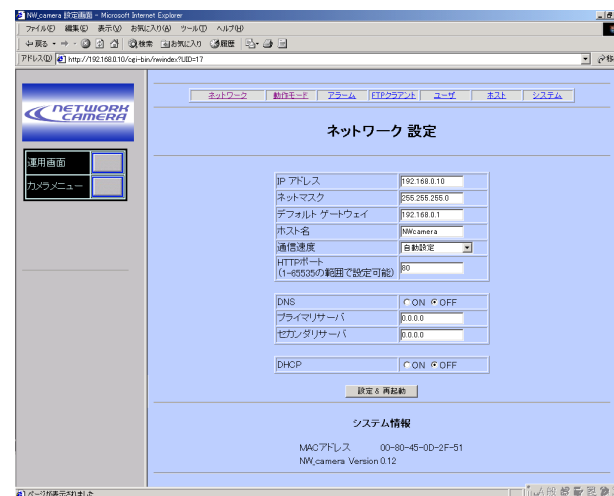 NW_camera 設定画面 - Microsoft Internet Explorer
ファイル(F) 編集(E) 表示(V) お気に入り(A) ツール(T) ヘルプ(H)
戻る 検索 お気に入り 履歴
アドレス(D) http://192.168.0.10/cgi-bin/nwindex?UID=17 移
NETWORK CAMERA
運用画面
カメラメニュー
ネットワーク 動作モード アラーム FTPクラアント ユーザ ホスト システム
ネットワーク 設定
IP アドレス 192.168.0.10
ネットマスク 255.255.255.0
デフォルト ゲートウェイ 192.168.0.1
ホスト名 NWcamera
通信速度 自動設定
HTTPポート
(1-65535の範囲で設定可能) 80
DNS ON OFF
プライマリサーバ 0.0.0.0
セカンダリサーバ 0.0.0.0
DHCP ON OFF
設定 & 再起動
システム情報
MACアドレス 00-80-45-0D-2F-51
NW_camera Version 0.12
ページが表示されました